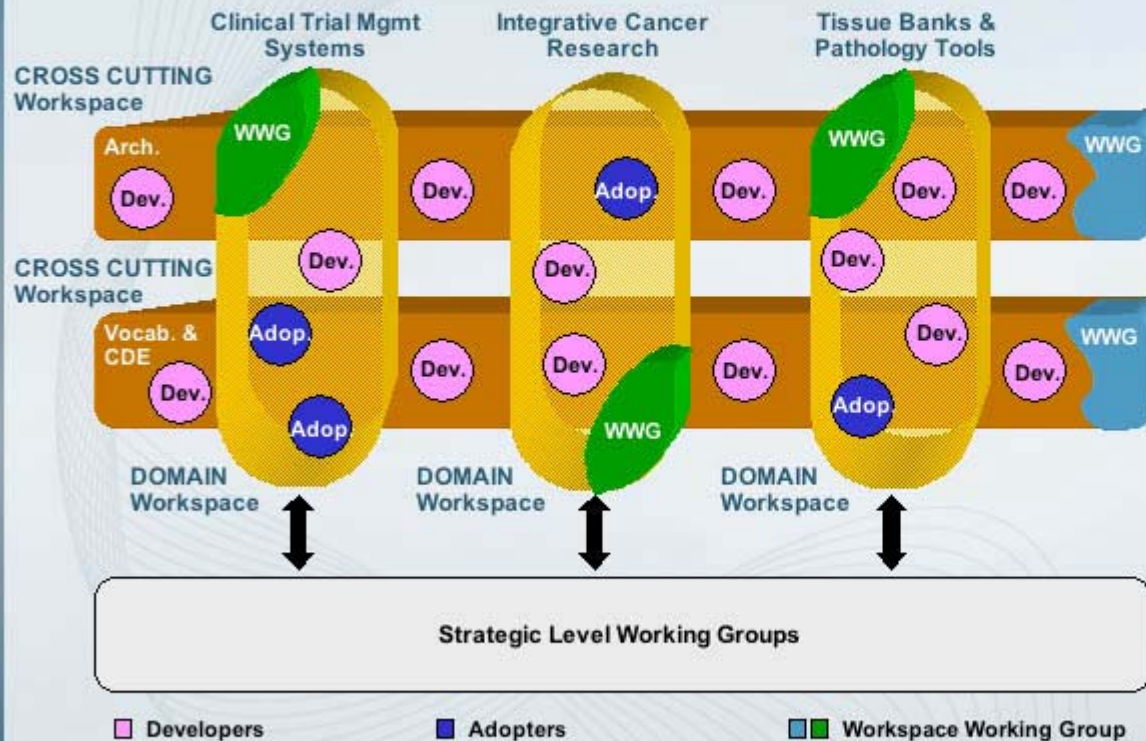 Clinical Trial Mgmt
Systems
Integrative Cancer
Research
Tissue Banks &
Pathology Tools
CROSS CUTTING
Workspace
Arch.
WWG
WWG
WWG
Dev.
Dev.
Adop.
Dev.
Dev.
Dev.
CROSS CUTTING
Workspace
Dev.
Dev.
Dev.
Vocab. &
CDE
Adop.
Dev.
WWG
Dev.
Dev.
Dev.
Dev.
Dev.
Adop.
Adop.
WWG
DOMAIN
Workspace
DOMAIN
Workspace
DOMAIN
Workspace
Strategic Level Working Groups
Developers
Adopters
Workspace Working Group